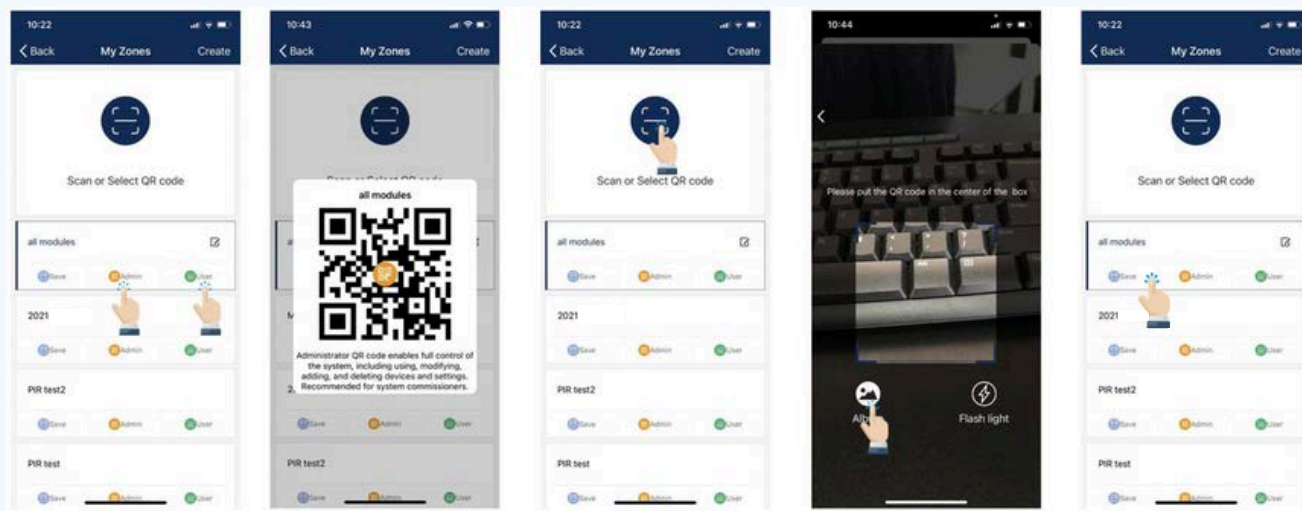 10:22
Back My Zones Create
Scan or Select QR code
all modules
Save Admin User
2021
Save Admin User
PIR test2
Save Admin User
PIR test
Save Admin User
10:43
Back My Zones Create
all modules
Administrator QR code enables full control of
the system, including using, modifying,
adding, and deleting devices and settings.
Recommended for system commissioners.
Save Admin User
PIR test2
Save Admin User
10:22
Back My Zones Create
Scan or Select QR code
all modules
Save Admin User
2021
Save Admin User
PIR test2
Save Admin User
PIR test
Save Admin User
10:44
Please put the QR code in the center of the box
Flash light
10:22
Back My Zones Create
Scan or Select QR code
all modules
Save Admin User
2021
Save Admin User
PIR test2
Save Admin User
PIR test
Save Admin User